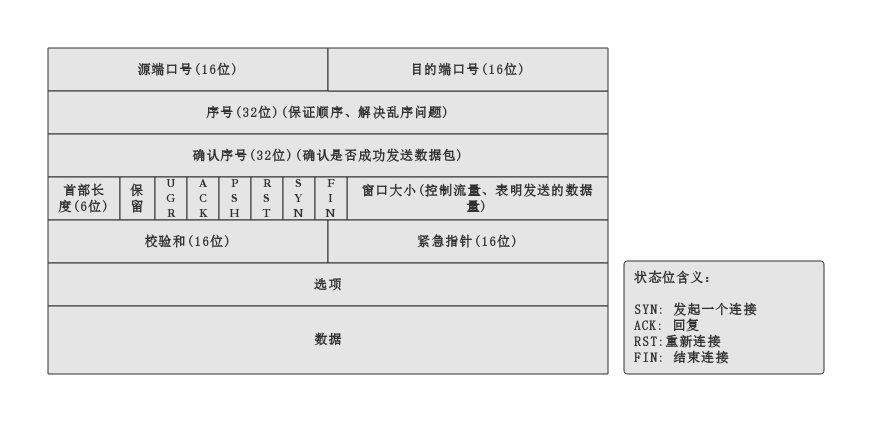 源端口号(16位)
目的端口号(16位)
序号(32位)(保证顺序、解决乱序问题)
确认序号(32位)(确认是否成功发送数据包)
首部长
度(6位)
保
留
U
G
R
A
C
K
P
S
H
R
S
T
S
Y
N
F
I
N
窗口大小(控制流量、表明发送的数据
量)
校验和(16位)
紧急指针(16位)
选项
数据
状态位含义:
SYN: 发起一个连接
ACK: 回复
RST:重新连接
FIN: 结束连接